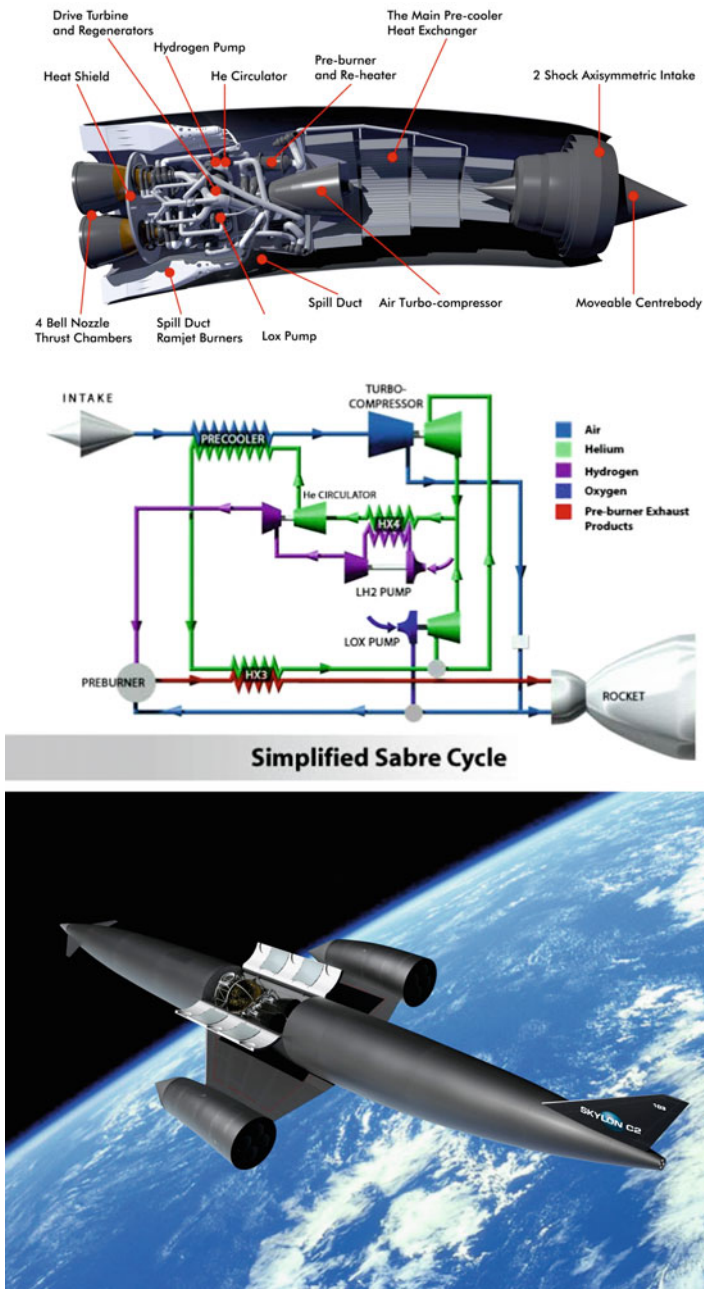 Drive Turbine
and Regenerators
Hydrogen Pump
Heat Shield
He Circulator
Pre-burner
and Re-heater
The Main Pre-cooler
Heat Exchanger
2 Shock Axisymmetric Intake
4 Bell Nozzle
Thrust Chambers
Spill Duct
Ramjet Burners
Lox Pump
Spill Duct
Air Turbo-compressor
Moveable Centrebody
INTAKE
PRECOOLER
TURBO-
COMPRESSOR
Air
Helium
Hydrogen
Oxygen
Pre-burner Exhaust
Products
He CIRCULATOR
HX4
LH2 PUMP
LOX PUMP
PREBURNER
HX3
ROCKET
Simplified Sabre Cycle
SKYLON C2